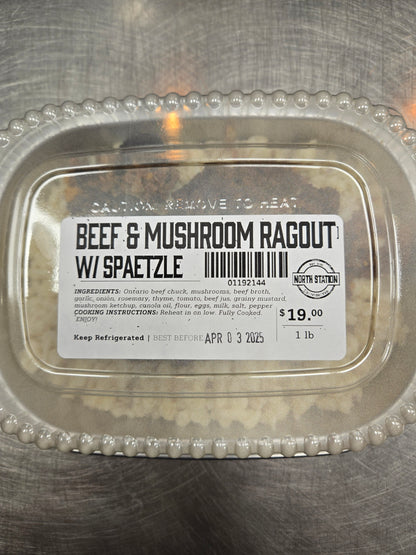 CAUTION: REMOVE TO HEAT
BEEF & MUSHROOM RAGOUT
W/ SPAETZLE
01192144
NORTH STATION
INGREDIENTS: Ontario beef chuck, mushrooms, beef broth,
garlic, onion, rosemary, thyme, tomato, beef jus, grainy mustard,
mushroom ketchup, canola oil, flour, eggs, milk, salt, pepper
COOKING INSTRUCTIONS: Reheat in an low. Fully Cooked.
ENJOY!
$19.00
Keep Refrigerated | BEST BEFORE APR 03 2025
1 lb